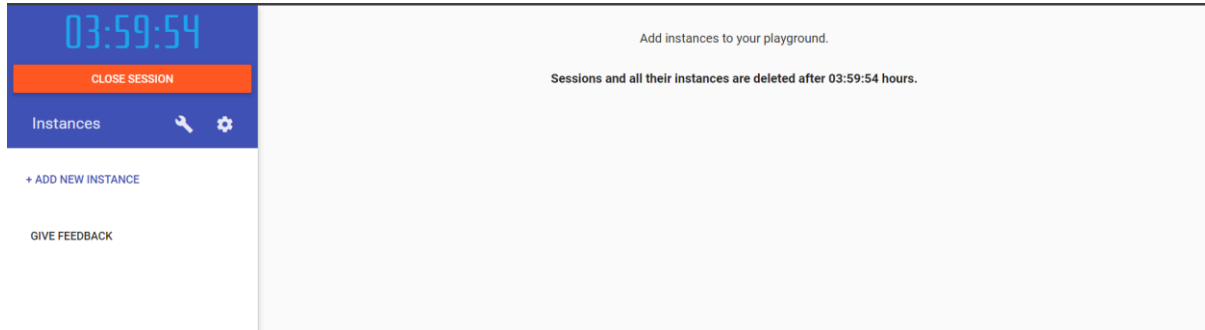 03:59:54
CLOSE SESSION
Instances
+ ADD NEW INSTANCE
GIVE FEEDBACK
Add instances to your playground.
Sessions and all their instances are deleted after 03:59:54 hours.